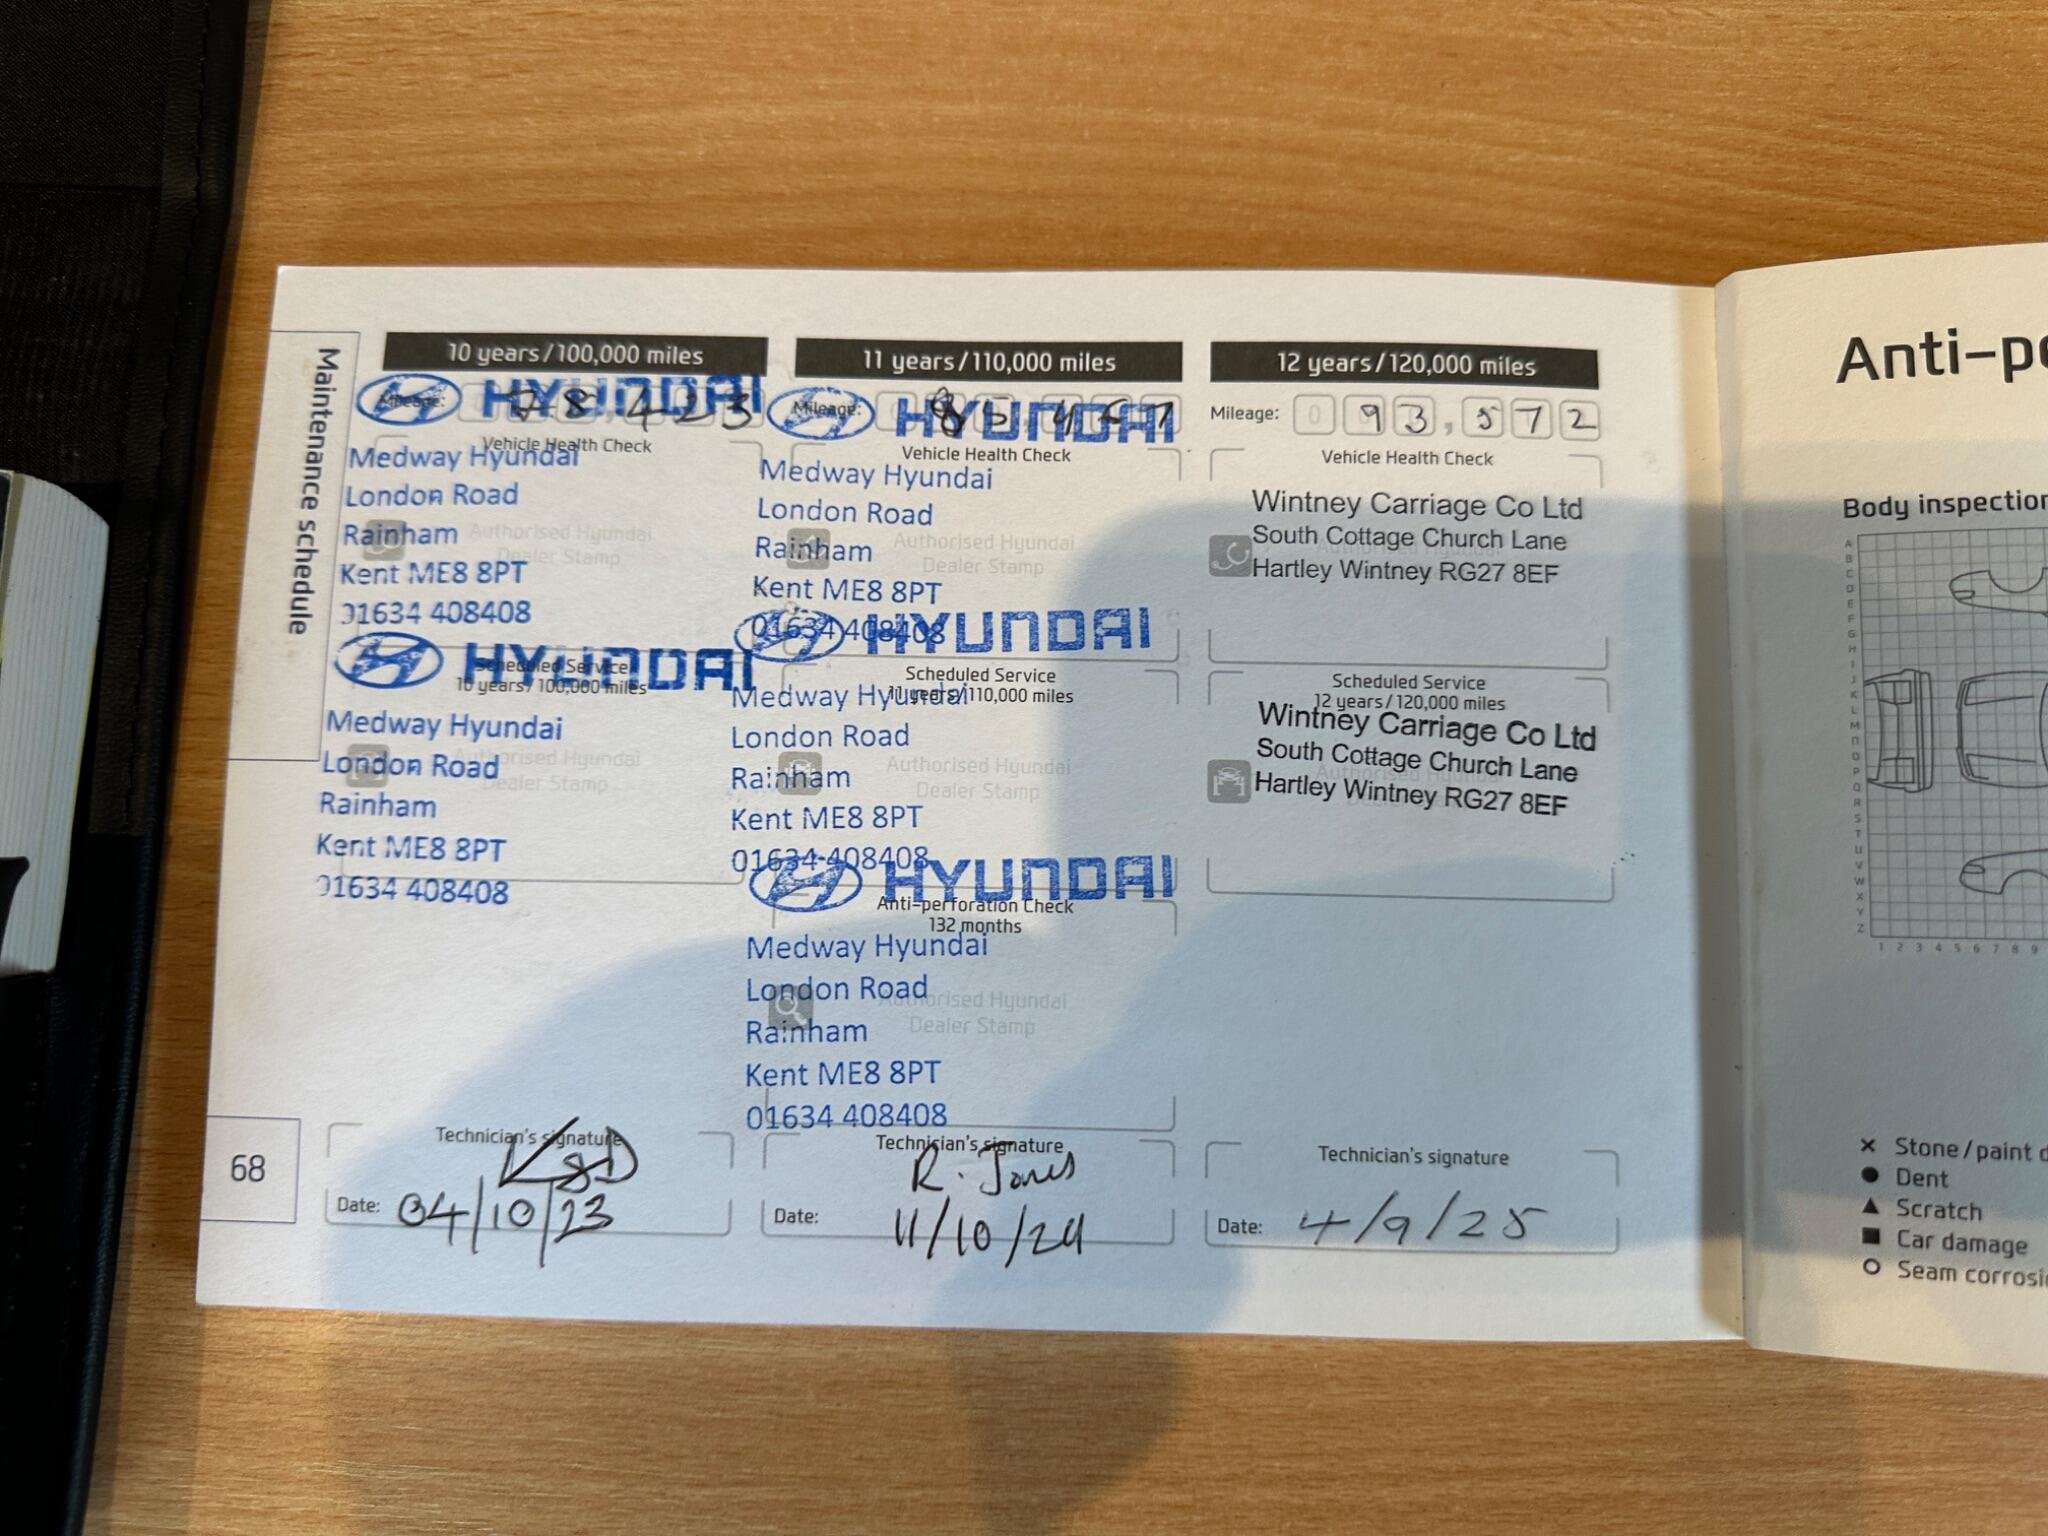 Maintenance schedule
10 years/100,000 miles
Mileage: 78,423
HYUNDAI
Vehicle Health Check
Medway Hyundai
London Road
Authorised Hyundai
Dealer Stamp
Rainham
Kent ME8 8PT
01634 408408
HYUNDAI
Scheduled Service
10 years/100,000 miles
Medway Hyundai
London Road
Authorised Hyundai
Dealer Stamp
Rainham
Kent ME8 8PT
01634 408408
Technician's signature
Date: 04/10/23
68
11 years/110,000 miles
Mileage:
HYUNDAI
Vehicle Health Check
Medway Hyundai
London Road
Authorised Hyundai
Dealer Stamp
Rainham
Kent ME8 8PT
01634 408408
HYUNDAI
Scheduled Service
11 years/110,000 miles
Medway Hyundai
London Road
Authorised Hyundai
Dealer Stamp
Rainham
Kent ME8 8PT
01634 408408
HYUNDAI
Anti-perforation Check
132 months
Medway Hyundai
London Road
Authorised Hyundai
Dealer Stamp
Rainham
Kent ME8 8PT
01634 408408
Technician's signature
R. Jones
Date: 11/10/24
12 years/120,000 miles
Mileage: 093,572
Vehicle Health Check
Wintney Carriage Co Ltd
South Cottage Church Lane
Hartley Wintney RG27 8EF
Scheduled Service
12 years/120,000 miles
Wintney Carriage Co Ltd
South Cottage Church Lane
Hartley Wintney RG27 8EF
Technician's signature
Date: 4/9/25
Anti-pe
Body inspection
A
B
C
D
E
F
G
H
I
J
K
L
M
N
O
P
Q
R
S
T
U
V
W
X
Y
Z
1 2 3 4 5 6 7 8 9
Stone/paint d
Dent
Scratch
Car damage
Seam corrosi